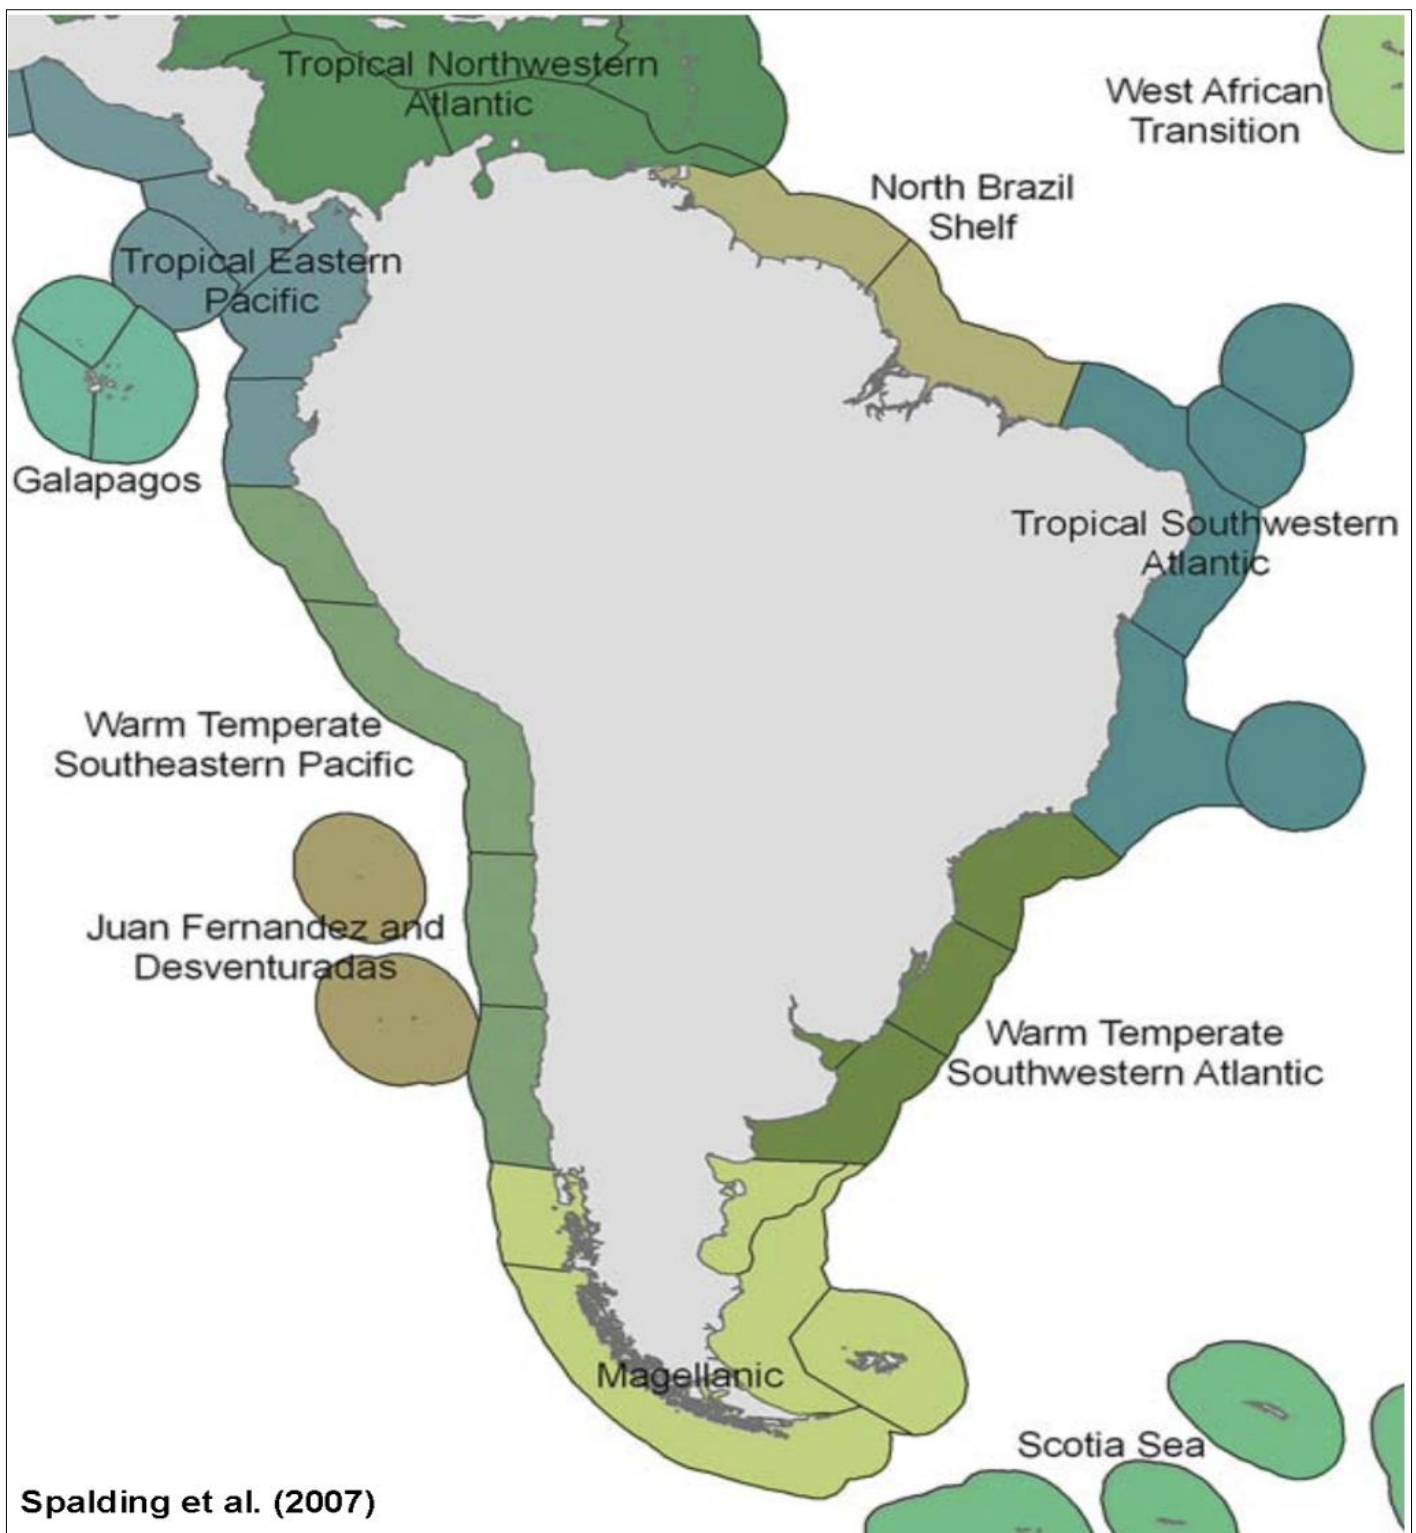 Tropical Northwestern
Atlantic
West African
Transition
North Brazil
Shelf
Tropical Eastern
Pacific
Galapagos
Tropical Southwestern
Atlantic
Warm Temperate
Southeastern Pacific
Juan Fernandez and
Desventuradas
Warm Temperate
Southwestern Atlantic
Magellanic
Scotia Sea
Spalding et al. (2007)